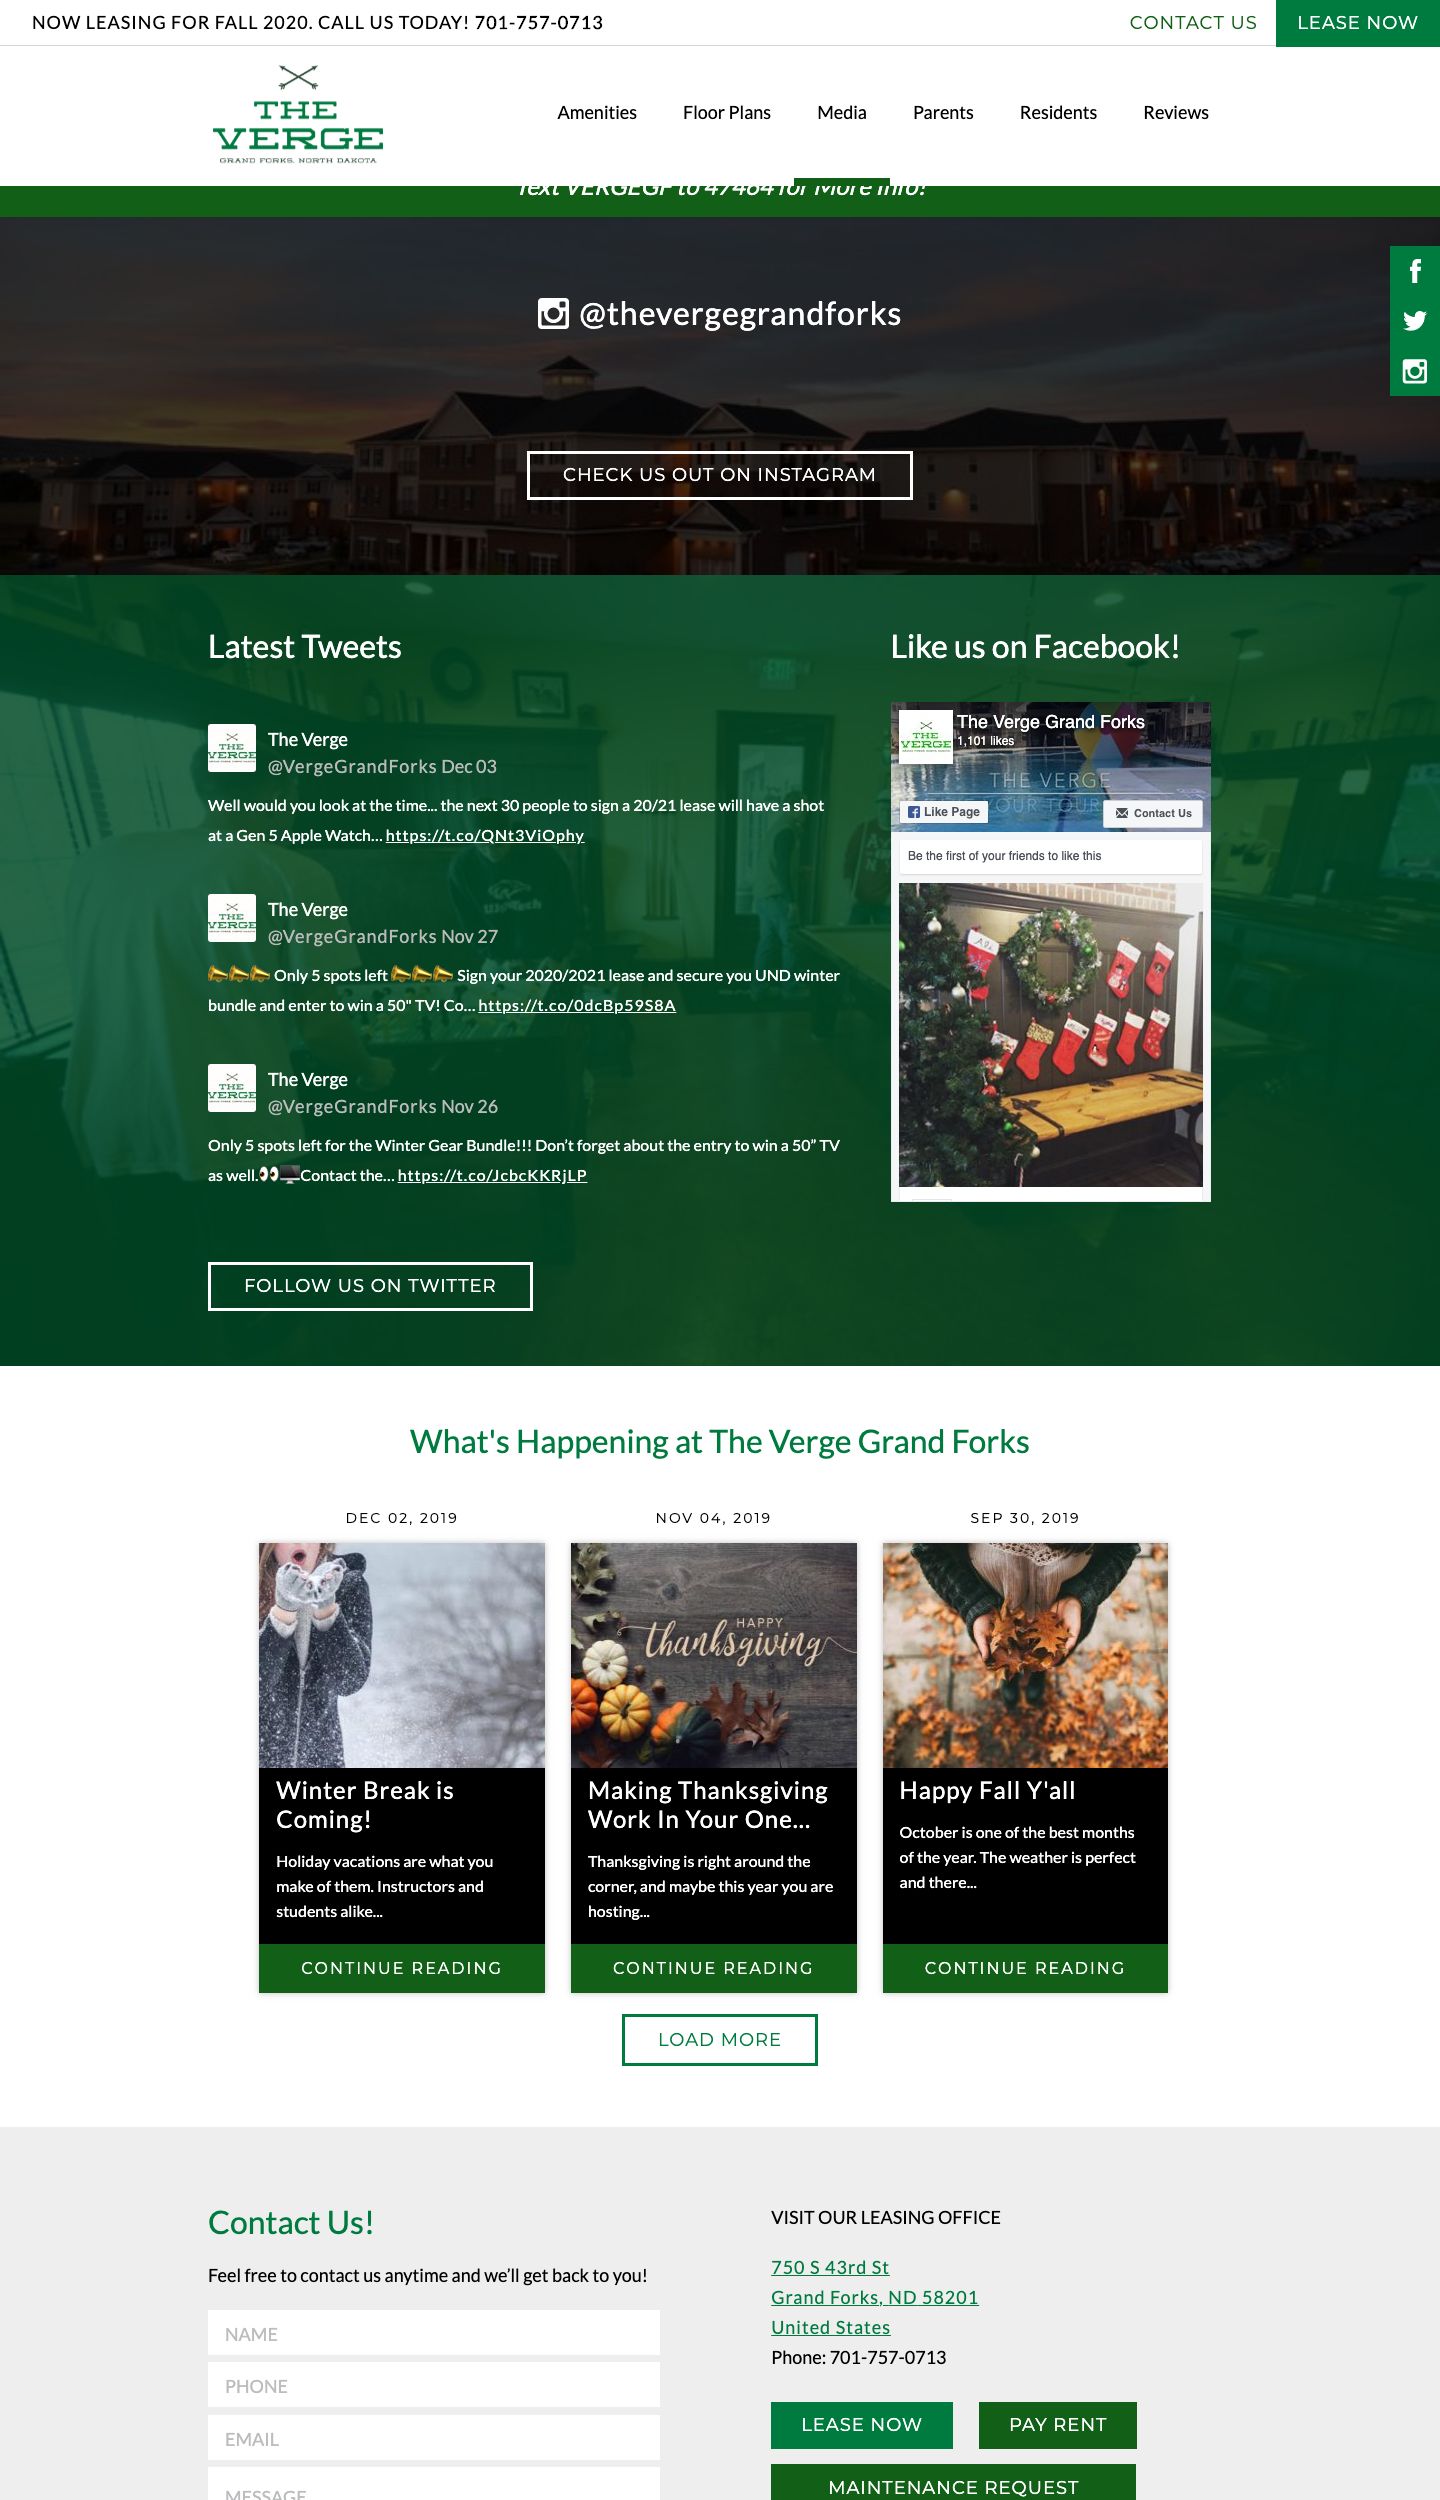 NOW LEASING FOR FALL 2020. CALL US TODAY! 701-757-0713
CONTACT US
LEASE NOW
THE
VERGE
GRAND FORKS, NORTH DAKOTA
Amenities
Floor Plans
Media
Parents
Residents
Reviews
Text VERGEGF to 47464 for More Info!
@thevergegrandforks
CHECK US OUT ON INSTAGRAM
Latest Tweets
The Verge
@VergeGrandForks Dec 03
Well would you look at the time... the next 30 people to sign a 20/21 lease will have a shot
at a Gen 5 Apple Watch… https://t.co/QNt3ViOphy
The Verge
@VergeGrandForks Nov 27
📣📣📣 Only 5 spots left 📣📣📣 Sign your 2020/2021 lease and secure you UND winter
bundle and enter to win a 50" TV! Co… https://t.co/0dcBp59S8A
The Verge
@VergeGrandForks Nov 26
Only 5 spots left for the Winter Gear Bundle!!! Don’t forget about the entry to win a 50” TV
as well.👀🖥Contact the… https://t.co/JcbcKKRjLP
FOLLOW US ON TWITTER
Like us on Facebook!
THE
VERGE
The Verge Grand Forks
1,101 likes
THE VERGE
OUR TOUR
Like Page
Contact Us
Be the first of your friends to like this
What's Happening at The Verge Grand Forks
DEC 02, 2019
Winter Break is
Coming!
Holiday vacations are what you
make of them. Instructors and
students alike...
CONTINUE READING
NOV 04, 2019
HAPPY
thanksgiving
Making Thanksgiving
Work In Your One...
Thanksgiving is right around the
corner, and maybe this year you are
hosting...
CONTINUE READING
SEP 30, 2019
Happy Fall Y'all
October is one of the best months
of the year. The weather is perfect
and there...
CONTINUE READING
LOAD MORE
Contact Us!
Feel free to contact us anytime and we’ll get back to you!
NAME
PHONE
EMAIL
MESSAGE
VISIT OUR LEASING OFFICE
750 S 43rd St
Grand Forks, ND 58201
United States
Phone: 701-757-0713
LEASE NOW
PAY RENT
MAINTENANCE REQUEST